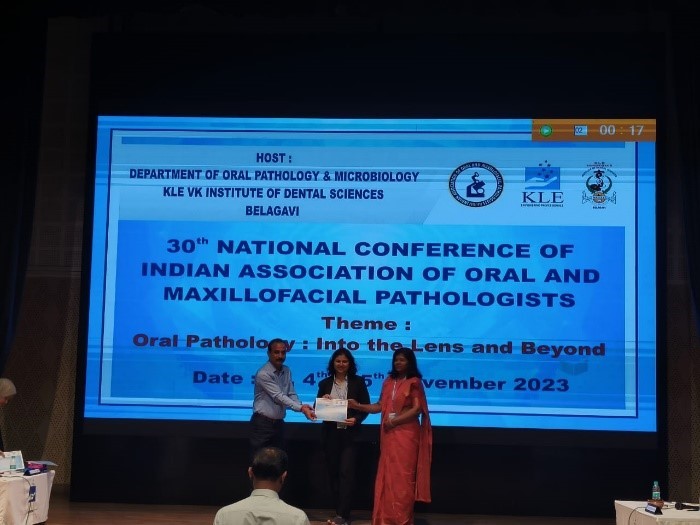 00 : 17
HOST :
DEPARTMENT OF ORAL PATHOLOGY & MICROBIOLOGY
KLE VK INSTITUTE OF DENTAL SCIENCES
BELAGAVI
KLE
30th NATIONAL CONFERENCE OF
INDIAN ASSOCIATION OF ORAL AND
MAXILLOFACIAL PATHOLOGISTS
Theme :
Oral Pathology : Into the Lens and Beyond
Date : 4th 5th November 2023